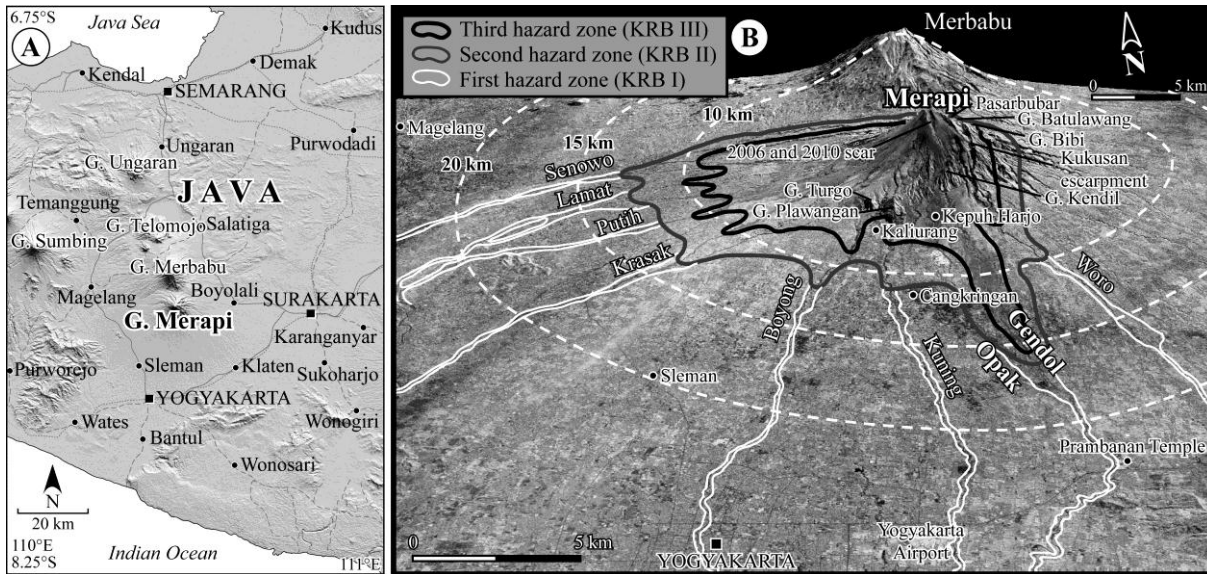 6.75°S
Java Sea
Kudus
A
Demak
Kendal
SEMARANG
Ungaran
Purwodadi
G. Ungaran
JAVA
Temanggung
G. Telomojo
Salatiga
G. Sumbing
G. Merbabu
Magelang
Boyolali
SURAKARTA
G. Merapi
Karanganyar
Sleman
Klaten
Purworejo
Sukoharjo
YOGYAKARTA
Wates
Wonogiri
Bantul
Wonosari
N
20 km
110°E
8.25°S
Indian Ocean
111°E
Third hazard zone (KRB III)
Second hazard zone (KRB II)
First hazard zone (KRB I)
B
Merbabu
N
0 5 km
Merapi
Pasarbubar
G. Batulawang
G. Bibi
Kukusan
escarpment
G. Kendil
Magelang
10 km
15 km
20 km
2006 and 2010 scar
Senowo
Lamat
Putih
Krasak
G. Turgo
G. Plawangan
Kepuh Harjo
Kaliurang
Woro
Cangkringan
Boyong
Kuning
Gendol
Opak
Sleman
Prambanan Temple
Yogyakarta
Airport
0 5 km
YOGYAKARTA